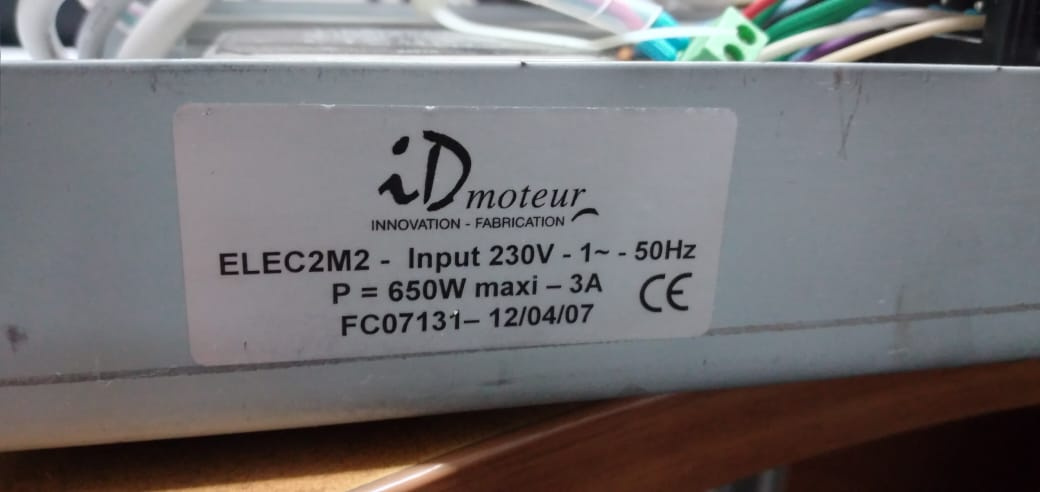 iD moteur
INNOVATION - FABRICATION
ELEC2M2 - Input 230V - 1~ - 50Hz
P = 650W maxi – 3A
CE
FC07131– 12/04/07